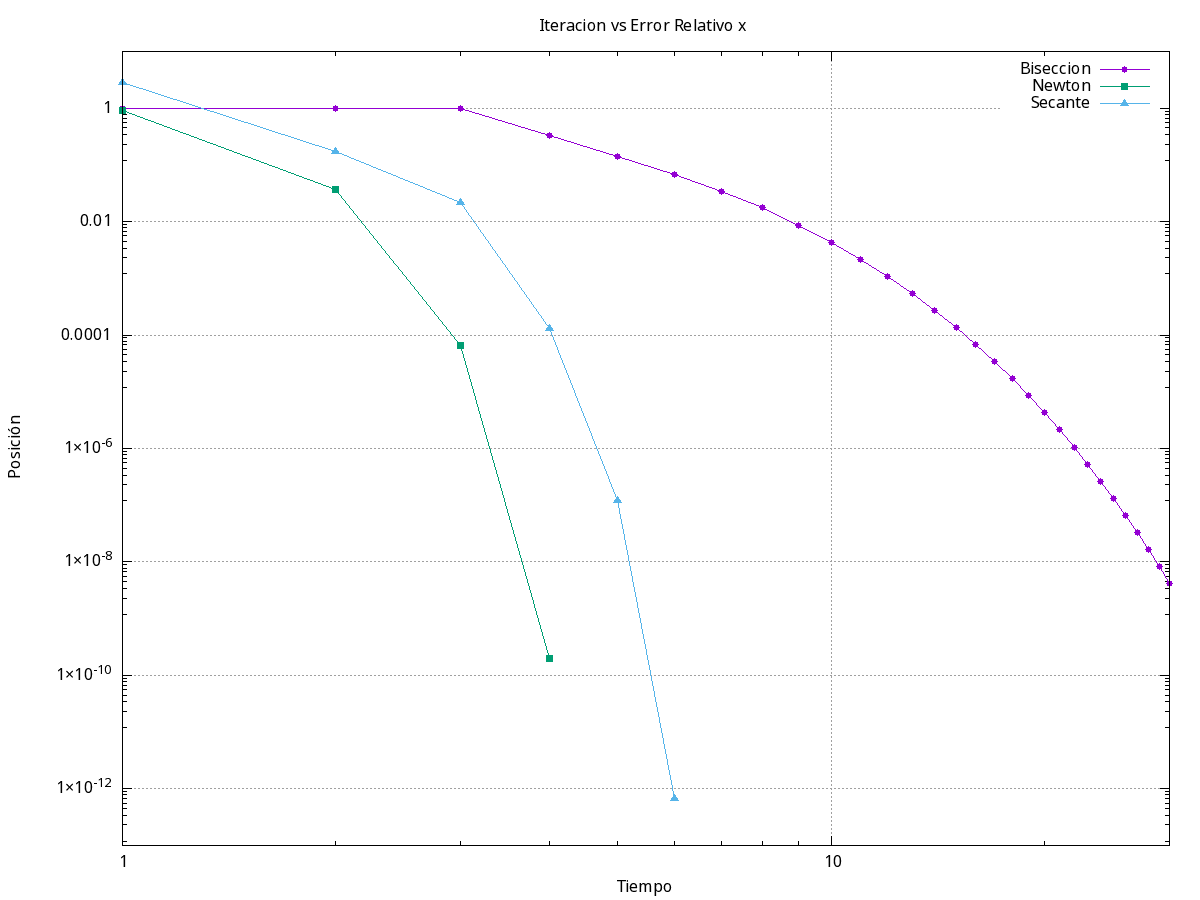 Iteracion vs Error Relativo x
Biseccion
Newton
Secante
1
0.01
0.0001
1×10⁻⁶
1×10⁻⁸
1×10⁻¹⁰
1×10⁻¹²
Posición
1
10
Tiempo